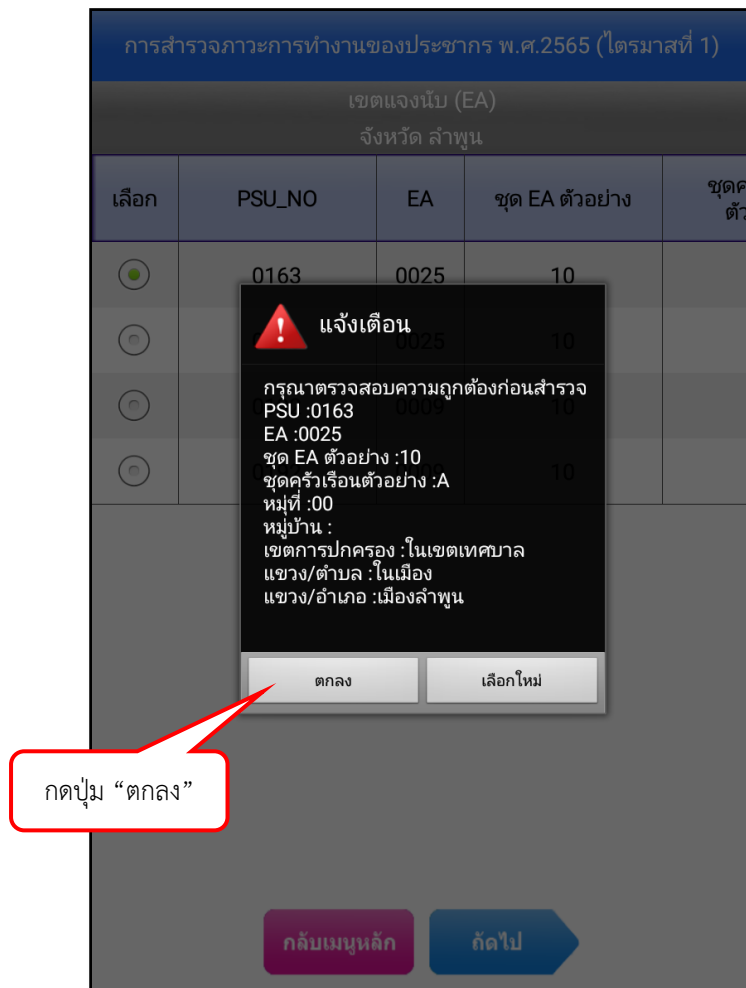 การสำรวจภาวะการทำงานของประชากร พ.ศ.2565 (ไตรมาสที่ 1)
เขตแจงนับ (EA)
จังหวัด ลำพูน
เลือก PSU_NO EA ชุด EA ตัวอย่าง
0163 0025 10
0025 10
0009 10
0009 10
แจ้งเตือน
กรุณาตรวจสอบความถูกต้องก่อนสำรวจ
PSU :0163
EA :0025
ชุด EA ตัวอย่าง :10
ชุดครัวเรือนตัวอย่าง :A
หมู่ที่ :00
หมู่บ้าน :
เขตการปกครอง :ในเขตเทศบาล
แขวง/ตำบล :ในเมือง
แขวง/อำเภอ :เมืองลำพูน
ตกลง เลือกใหม่
กดปุ่ม “ตกลง”
กลับเมนูหลัก ถัดไป